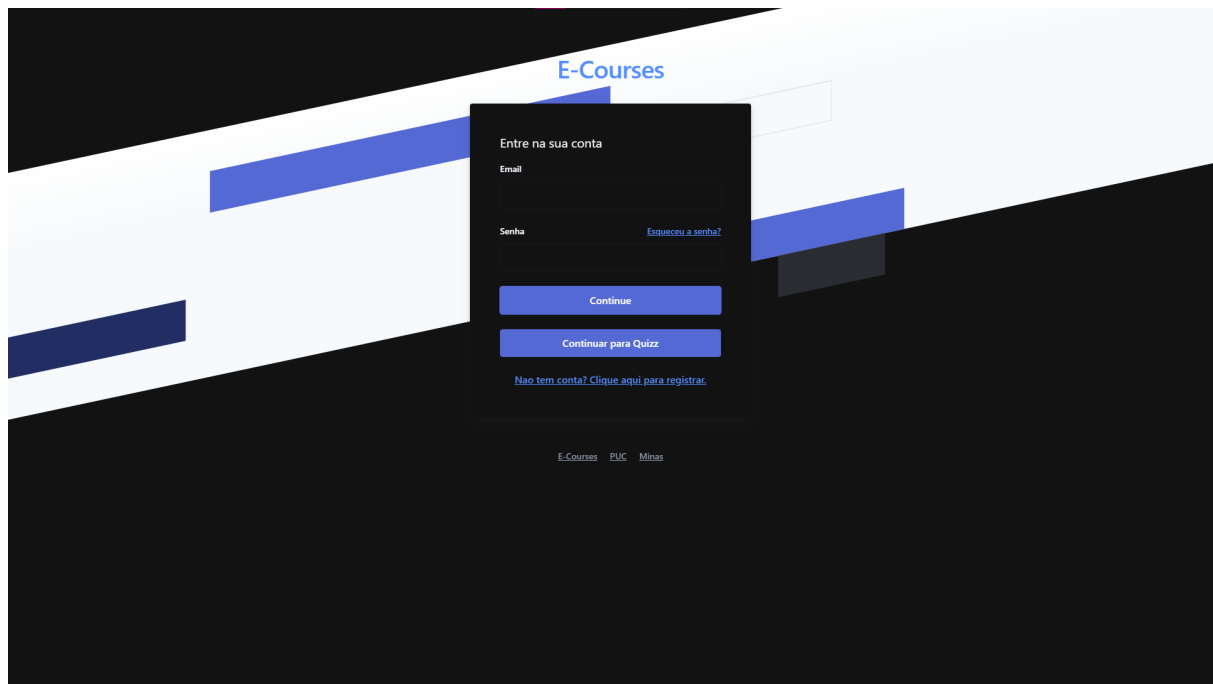 E-Courses
Entre na sua conta
Email
Senha Esqueceu a senha?
Continue
Continuar para Quizz
Nao tem conta? Clique aqui para registrar.
E-Courses PUC Minas